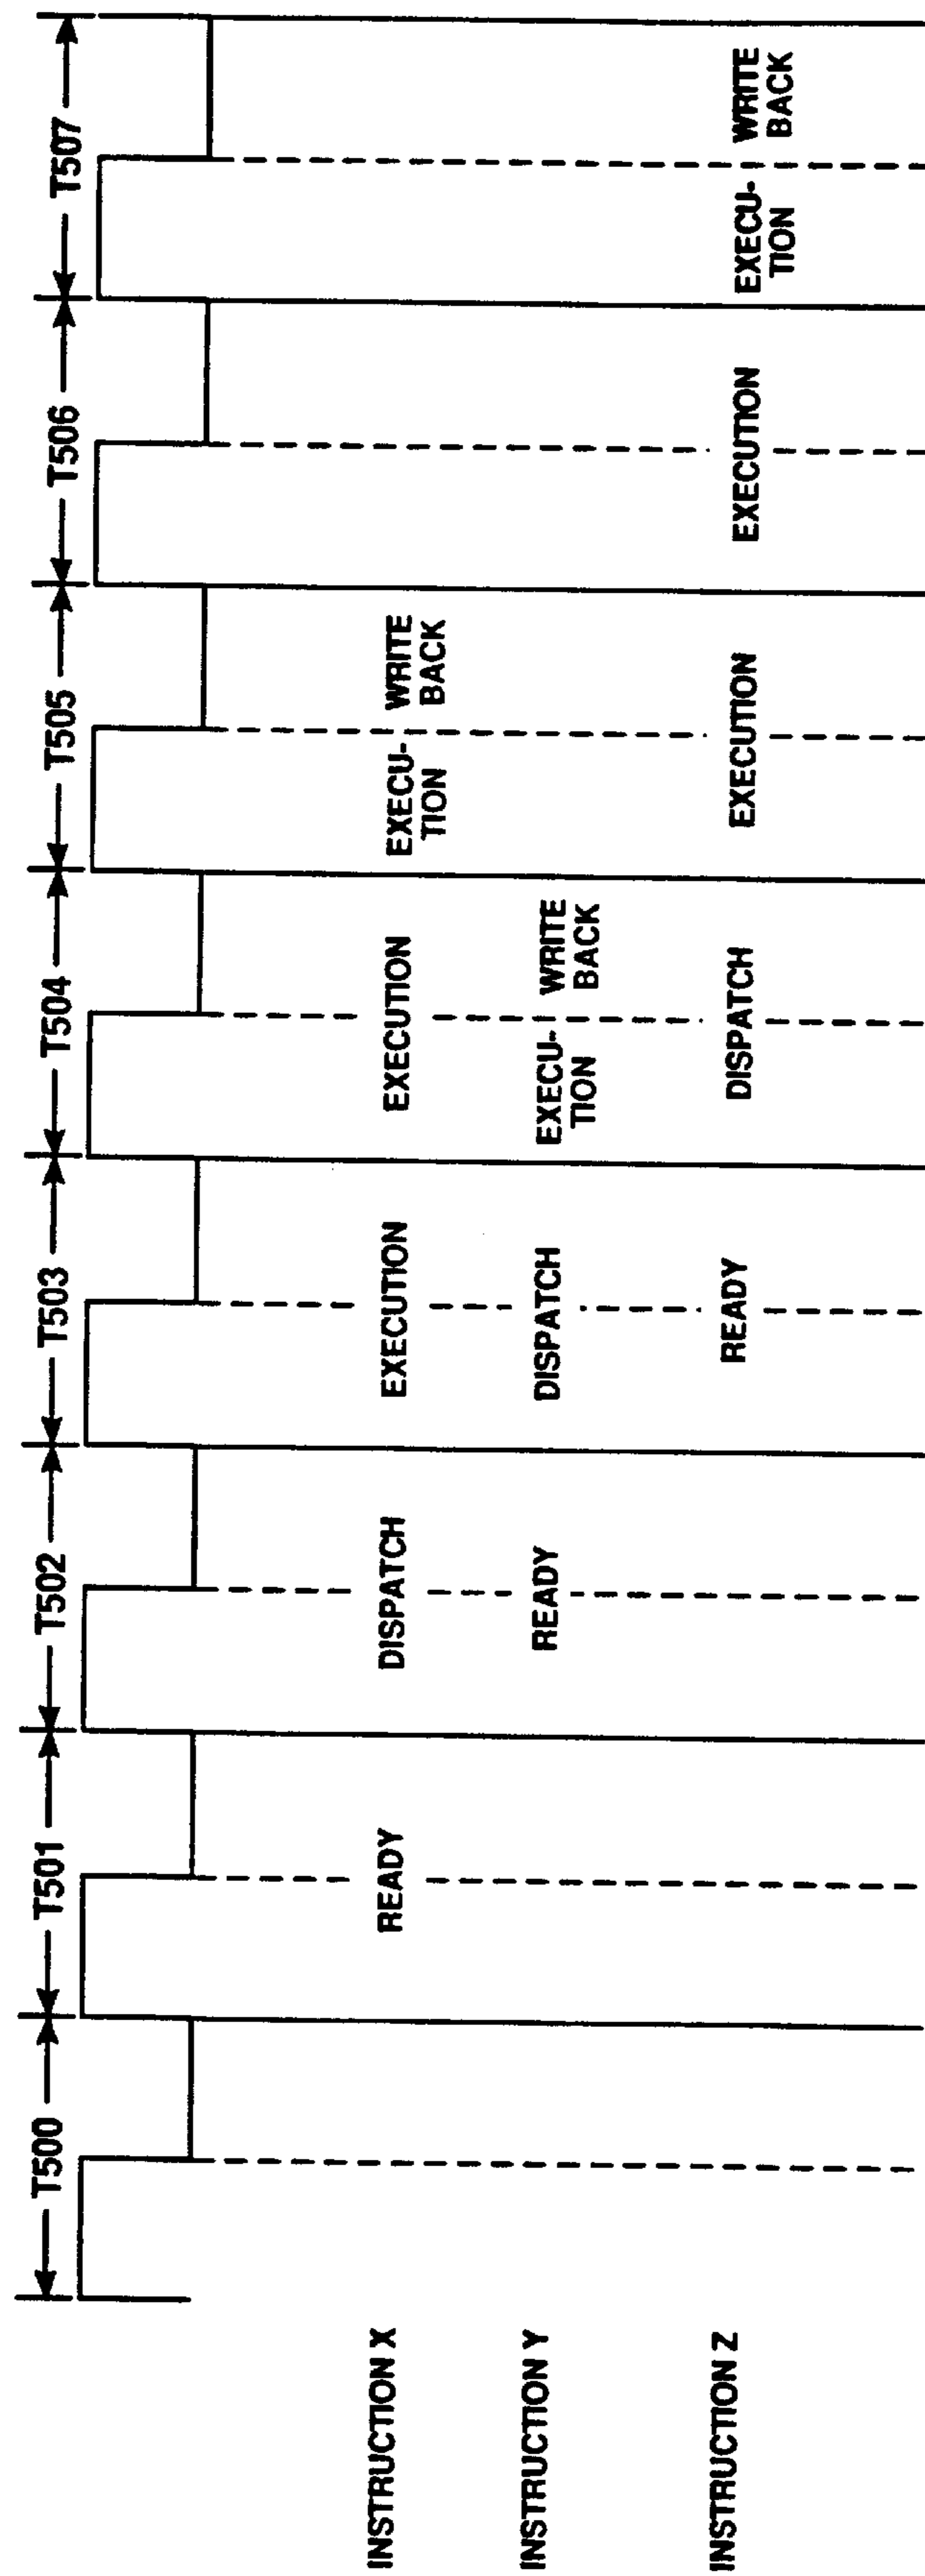 T500 T501 T502 T503 T504 T505 T506 T507
INSTRUCTION X READY DISPATCH EXECUTION EXECUTION EXECU- WRITE
TION BACK
INSTRUCTION Y READY DISPATCH EXECU- WRITE
TION BACK
INSTRUCTION Z READY DISPATCH EXECUTION EXECUTION EXECU- WRITE
TION BACK